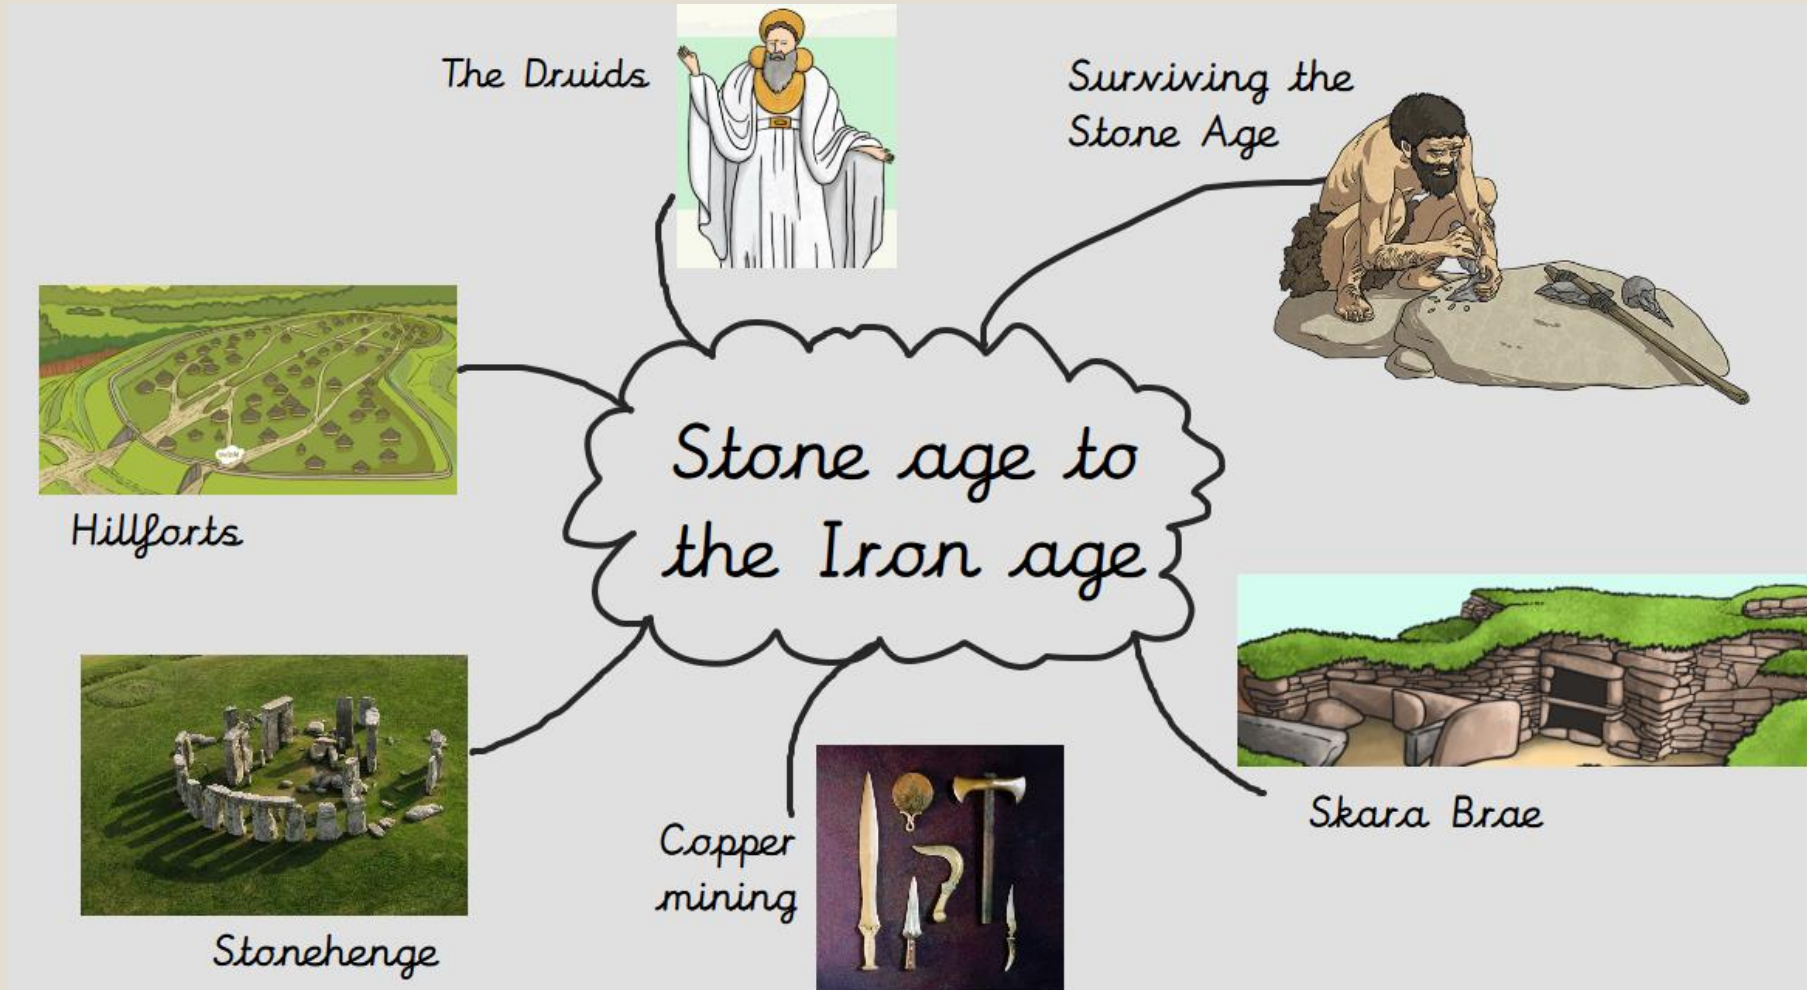 The Druids
Surviving the
Stone Age
Hillforts
Stone age to
the Iron age
Skara Brae
Copper
mining
Stonehenge